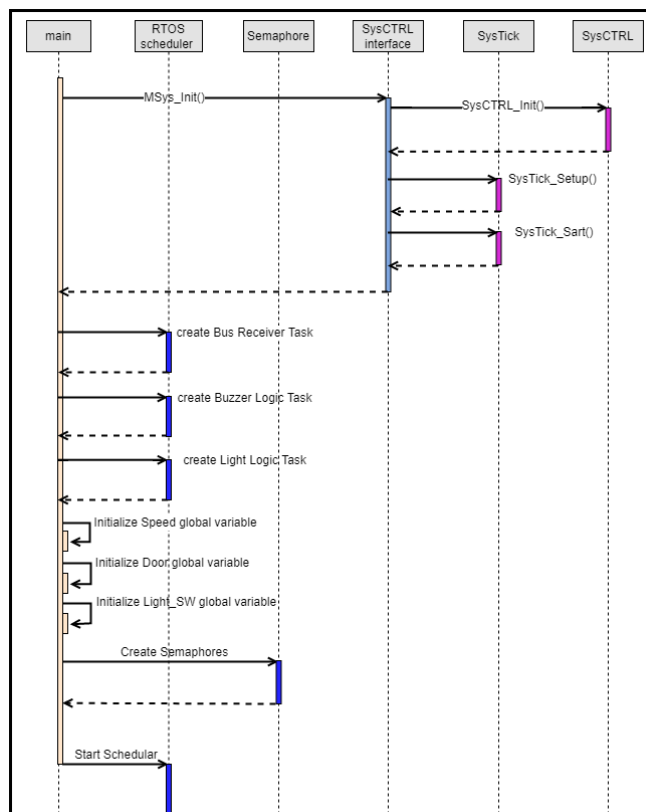 main
RTOS
scheduler
Semaphore
SysCTRL
interface
SysTick
SysCTRL
MSys_Init()
SysCTRL_Init()
SysTick_Setup()
SysTick_Sart()
create Bus Receiver Task
create Buzzer Logic Task
create Light Logic Task
Initialize Speed global variable
Initialize Door global variable
Initialize Light_SW global variable
Create Semaphores
Start Schedular